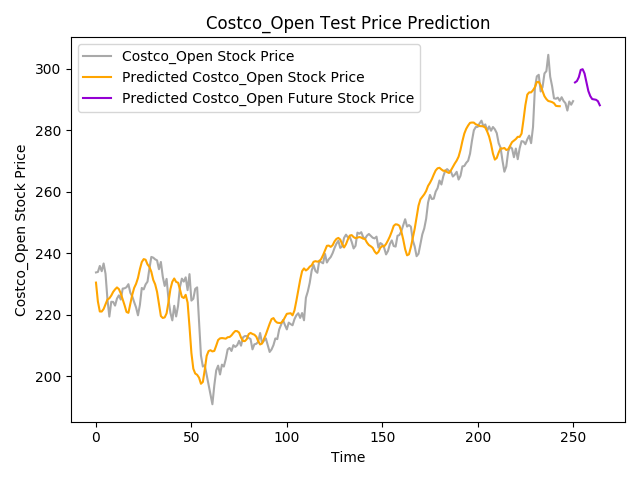 Costco_Open Test Price Prediction
Costco_Open Stock Price
Predicted Costco_Open Stock Price
Predicted Costco_Open Future Stock Price
Costco_Open Stock Price
300
280
260
240
220
200
0 50 100 150 200 250
Time